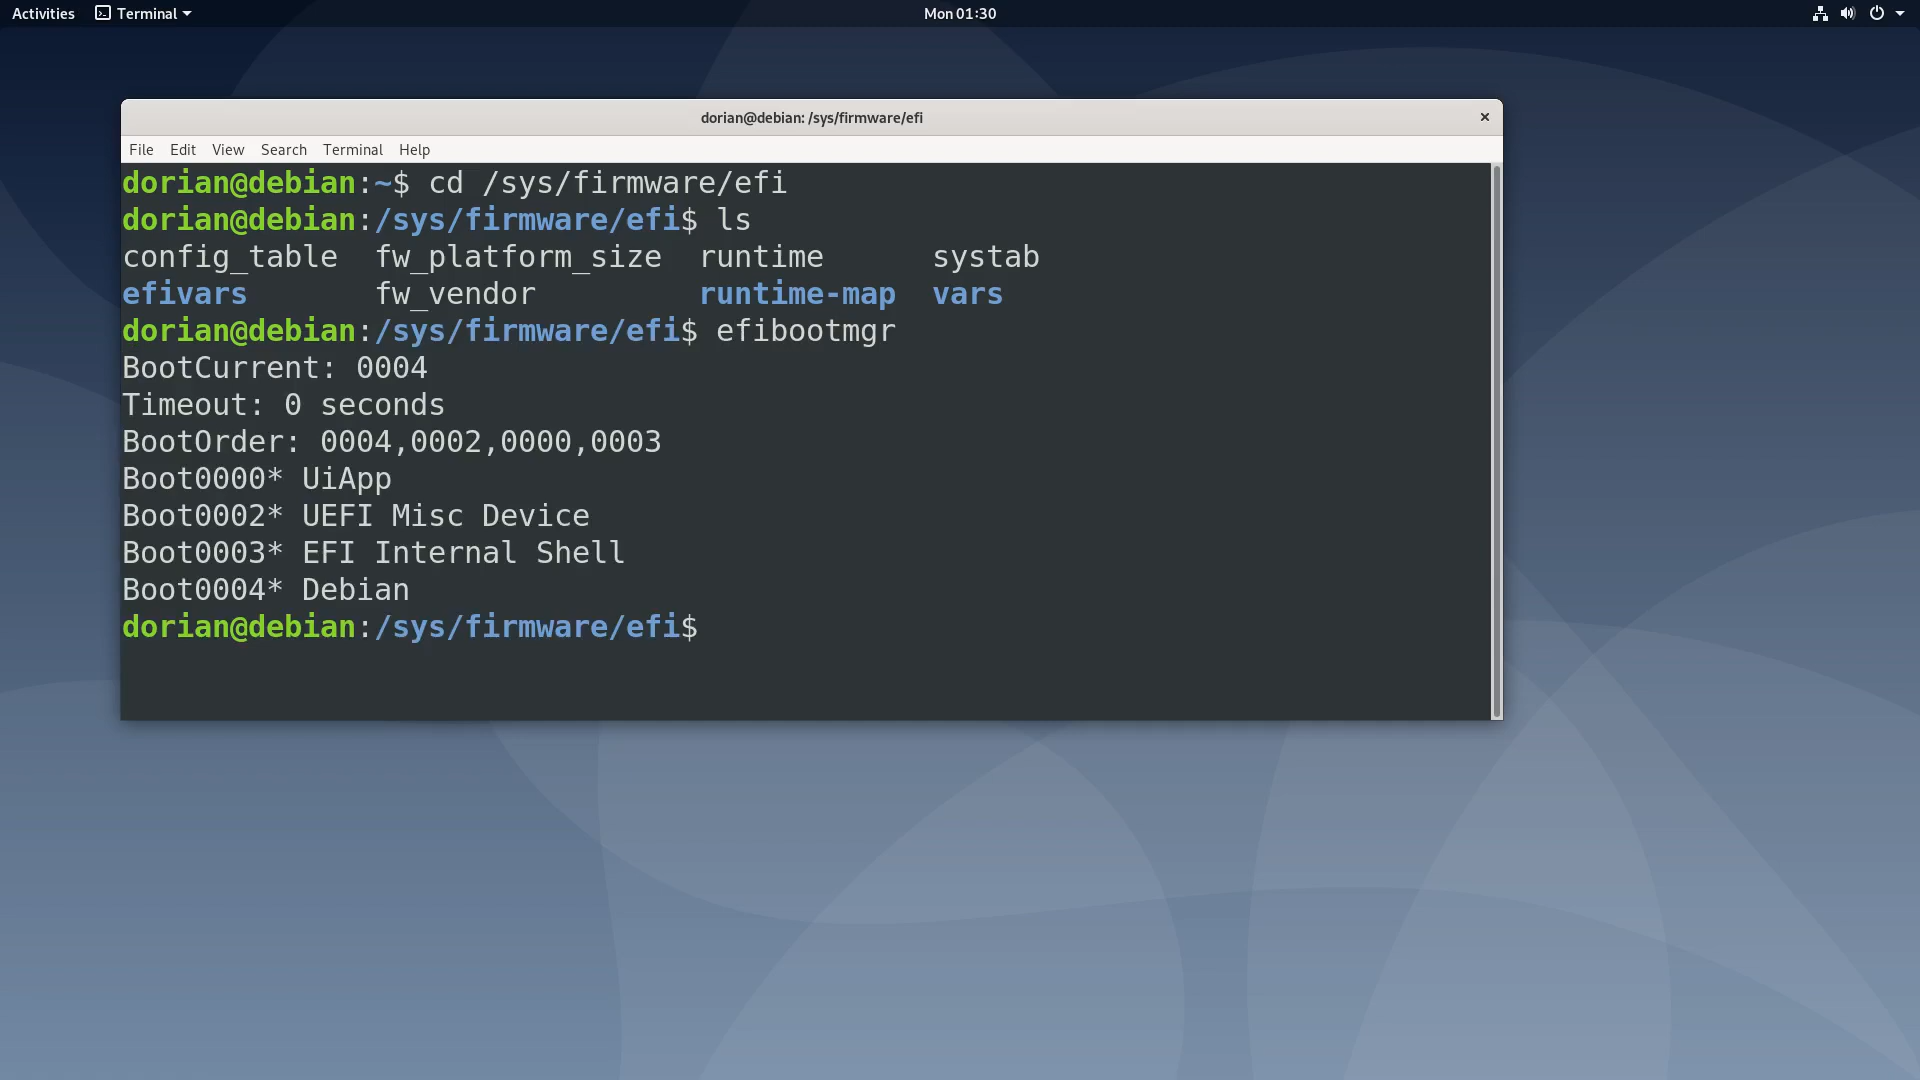 Activities Terminal Mon 01:30
dorian@debian: /sys/firmware/efi
File Edit View Search Terminal Help
dorian@debian:~$ cd /sys/firmware/efi
dorian@debian:/sys/firmware/efi$ ls
config_table fw_platform_size runtime systab
efivars fw_vendor runtime-map vars
dorian@debian:/sys/firmware/efi$ efibootmgr
BootCurrent: 0004
Timeout: 0 seconds
BootOrder: 0004,0002,0000,0003
Boot0000* UiApp
Boot0002* UEFI Misc Device
Boot0003* EFI Internal Shell
Boot0004* Debian
dorian@debian:/sys/firmware/efi$